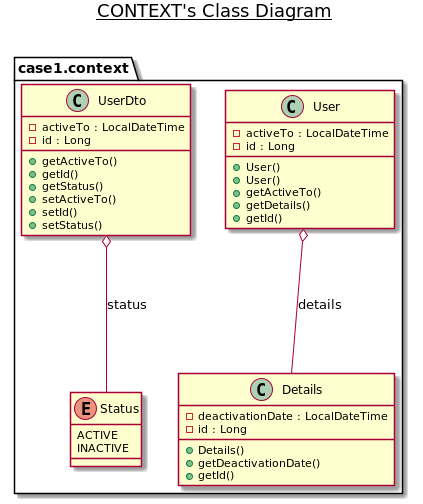 CONTEXT's Class Diagram
case1.context
C UserDto
activeTo : LocalDateTime
id : Long
getActiveTo()
getId()
getStatus()
setActiveTo()
setId()
setStatus()
C User
activeTo : LocalDateTime
id : Long
User()
User()
getActiveTo()
getDetails()
getId()
status
details
E Status
ACTIVE
INACTIVE
C Details
deactivationDate : LocalDateTime
id : Long
Details()
getDeactivationDate()
getId()